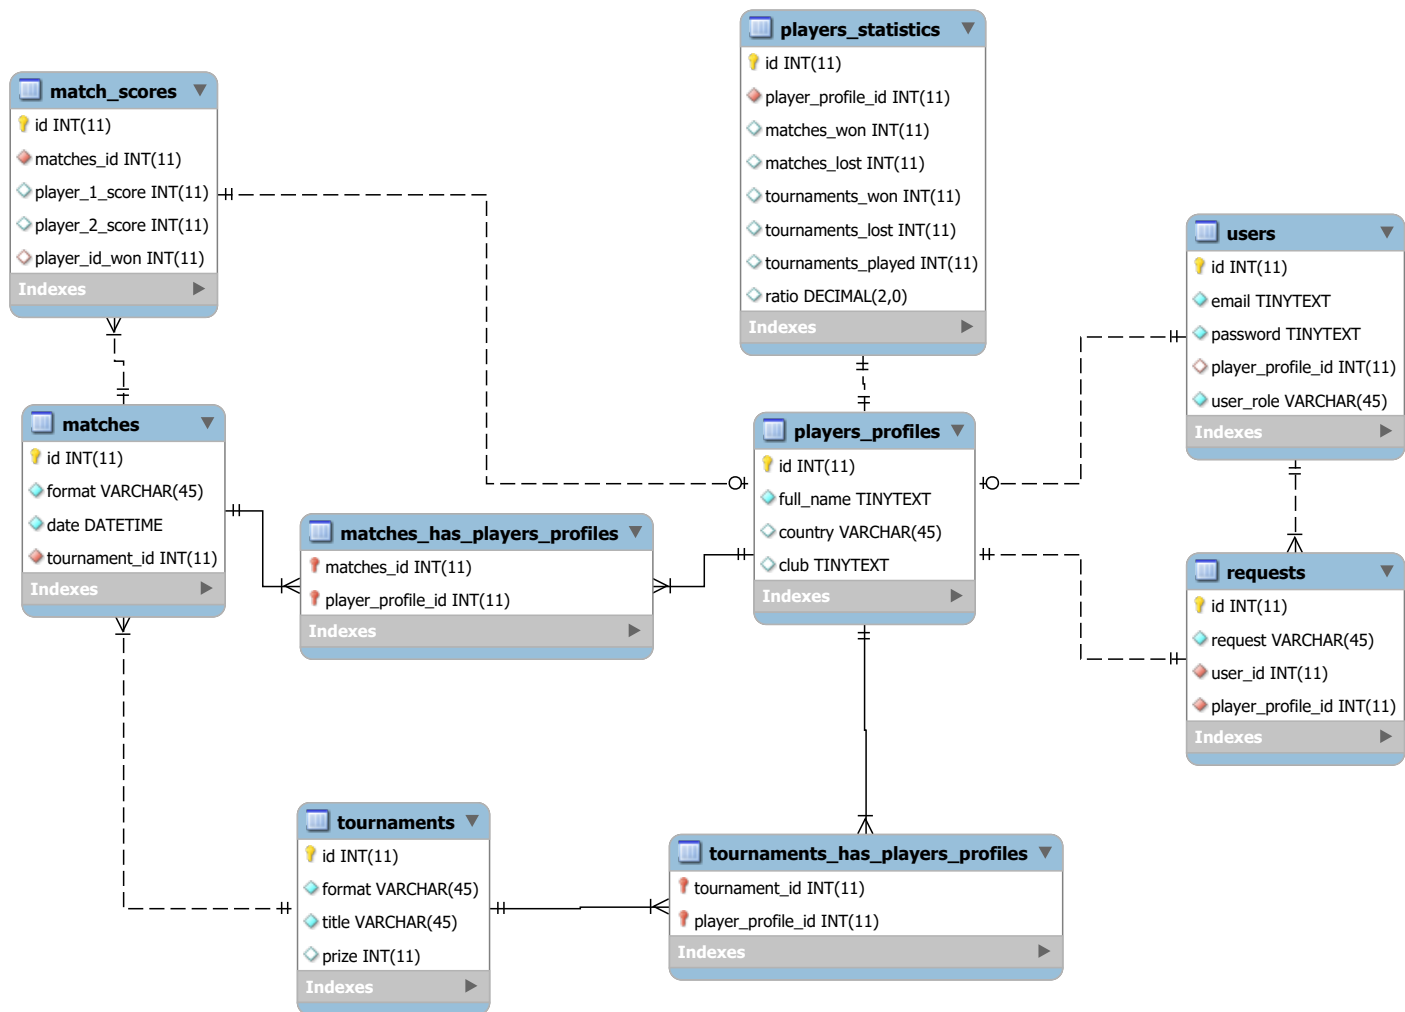 players_statistics
id INT(11)
player_profile_id INT(11)
matches_won INT(11)
matches_lost INT(11)
tournaments_won INT(11)
tournaments_lost INT(11)
tournaments_played INT(11)
ratio DECIMAL(2,0)
Indexes
match_scores
id INT(11)
matches_id INT(11)
player_1_score INT(11)
player_2_score INT(11)
player_id_won INT(11)
Indexes
users
id INT(11)
email TINYTEXT
password TINYTEXT
player_profile_id INT(11)
user_role VARCHAR(45)
Indexes
matches
id INT(11)
format VARCHAR(45)
date DATETIME
tournament_id INT(11)
Indexes
players_profiles
id INT(11)
full_name TINYTEXT
country VARCHAR(45)
club TINYTEXT
Indexes
matches_has_players_profiles
matches_id INT(11)
player_profile_id INT(11)
Indexes
requests
id INT(11)
request VARCHAR(45)
user_id INT(11)
player_profile_id INT(11)
Indexes
tournaments
id INT(11)
format VARCHAR(45)
title VARCHAR(45)
prize INT(11)
Indexes
tournaments_has_players_profiles
tournament_id INT(11)
player_profile_id INT(11)
Indexes